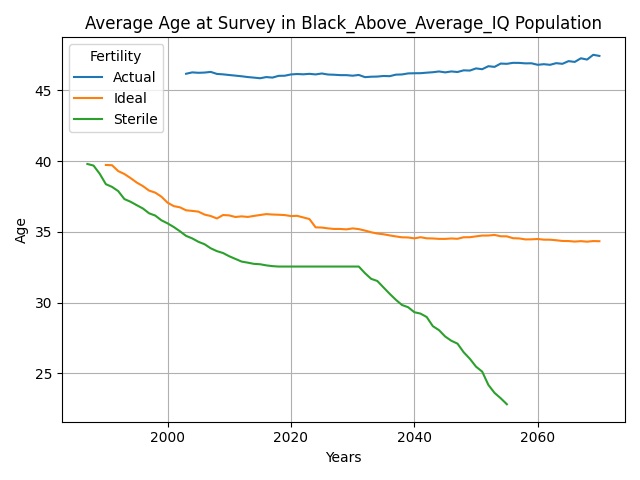 Average Age at Survey in Black_Above_Average_IQ Population
Fertility
Actual
Ideal
Sterile
Age
45
40
35
30
25
2000 2020 2040 2060
Years